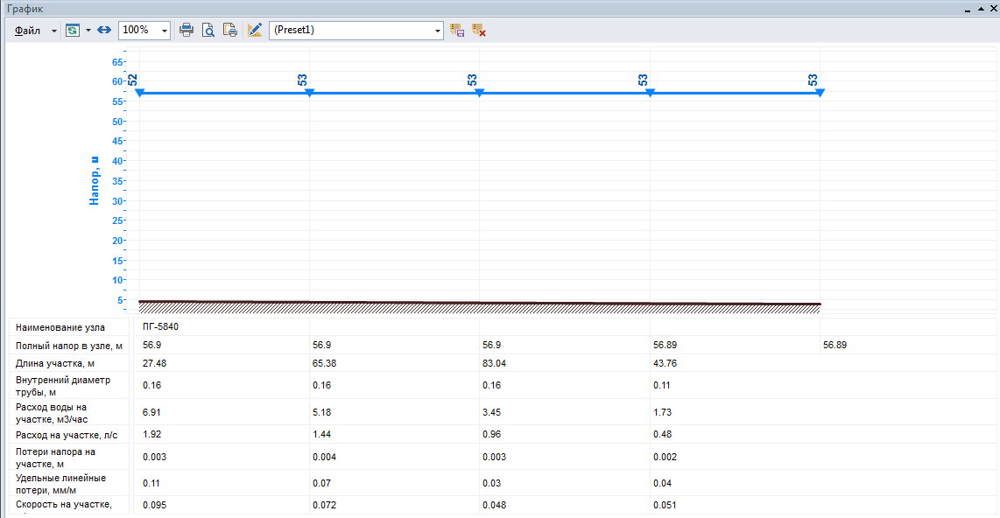 График
Файл
100%
(Preset1)
65
60
55
50
45
40
35
30
25
20
15
10
5
Напор, м
52 53 53 53 53
Наименование узла ПГ-5840
Полный напор в узле, м 56.9 56.9 56.9 56.89 56.89
Длина участка, м 27.48 65.38 83.04 43.76
Внутренний диаметр
трубы, м 0.16 0.16 0.16 0.11
Расход воды на
участке, м3/час 6.91 5.18 3.45 1.73
Расход на участке, л/с 1.92 1.44 0.96 0.48
Потери напора на
участке, м 0.003 0.004 0.003 0.002
Удельные линейные
потери, мм/м 0.11 0.07 0.03 0.04
Скорость на участке, 0.095 0.072 0.048 0.051